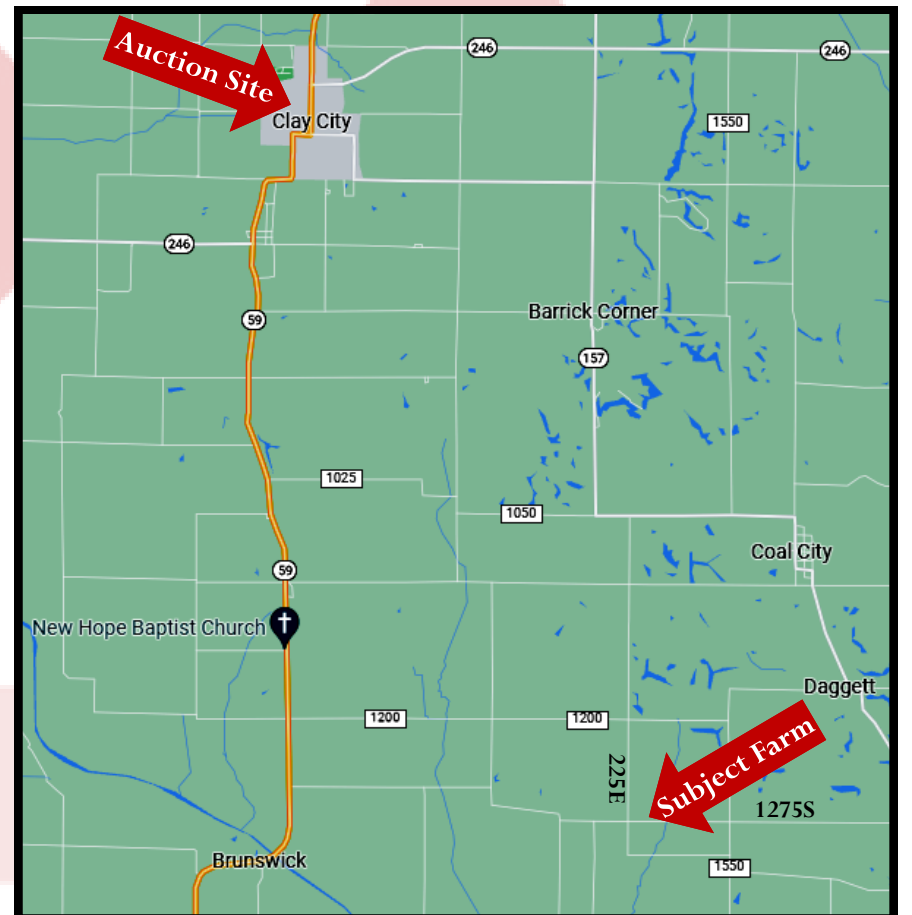 246
246
Auction Site
Clay City
1550
246
Barrick Corner
59
157
1025
1050
Coal City
59
New Hope Baptist Church
Daggett
1200
1200
Subject Farm
225E
1275S
Brunswick
1550